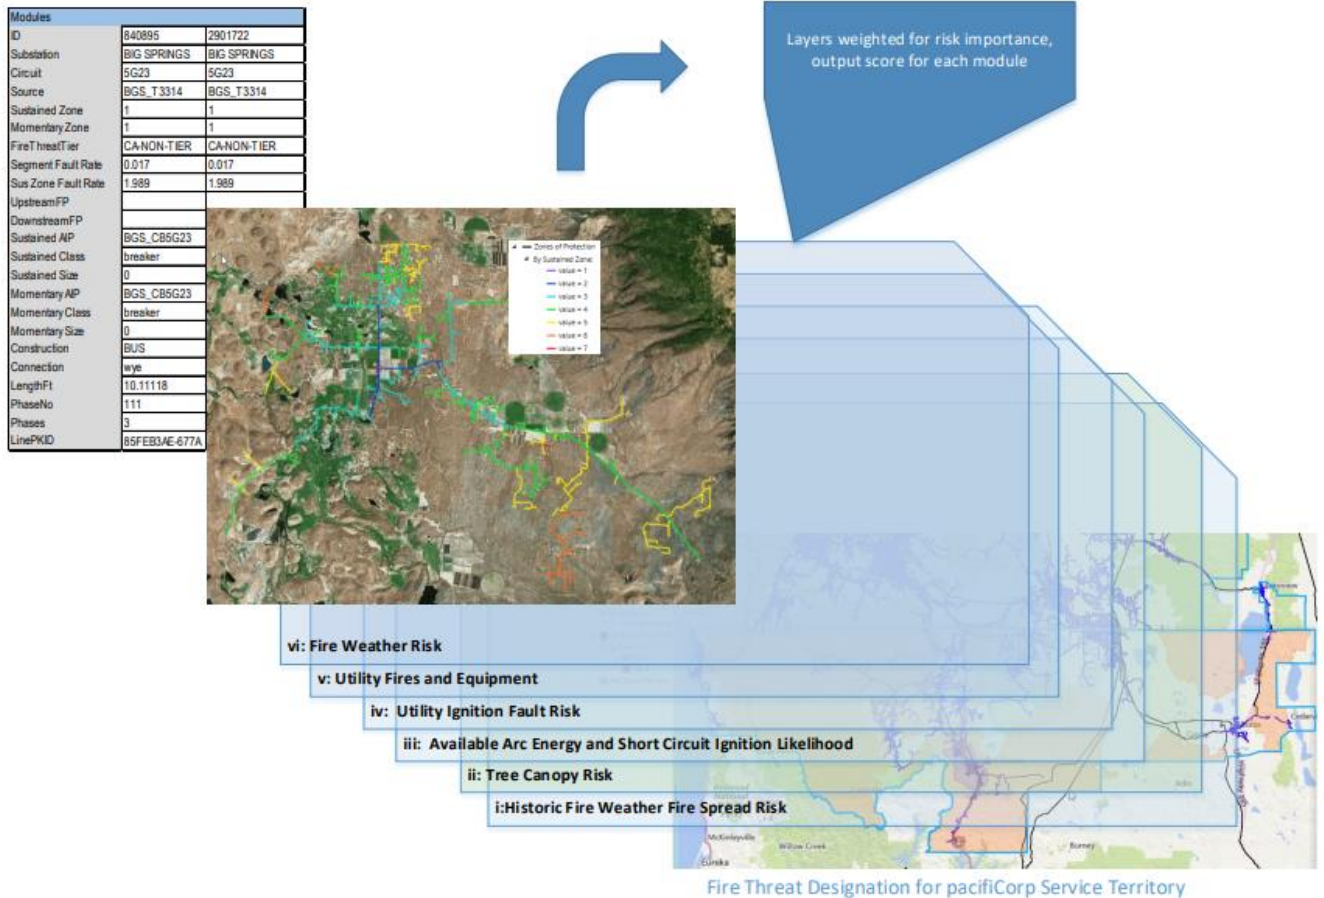 Modules
ID 840895 2901722
Substation BIG SPRINGS BIG SPRINGS
Circuit 5G23 5G23
Source BGS_T3314 BGS_T3314
Sustained Zone 1 1
Momentary Zone 1 1
FireThreatTier CA-NON-TIER CA-NON-TIER
Segment Fault Rate 0.017 0.017
Sus Zone Fault Rate 1.989 1.989
UpstreamFP
DownstreamFP
Sustained AIP BGS_CB5G23
Sustained Class breaker
Sustained Size 0
Momentary AIP BGS_CB5G23
Momentary Class breaker
Momentary Size 0
Construction BUS
Connection wye
LengthFt 10.11118
PhaseNo 111
Phases 3
LinePKID 85FEB3AE-677A
Layers weighted for risk importance,
output score for each module
Zones of Protection
By Sustained Zone
value = 1
value = 2
value = 3
value = 4
value = 5
value = 6
value = 7
vi: Fire Weather Risk
v: Utility Fires and Equipment
iv: Utility Ignition Fault Risk
iii: Available Arc Energy and Short Circuit Ignition Likelihood
ii: Tree Canopy Risk
i:Historic Fire Weather Fire Spread Risk
McKinleyville
Willow Creek
Burney
Eureka
Fire Threat Designation for pacifiCorp Service Territory